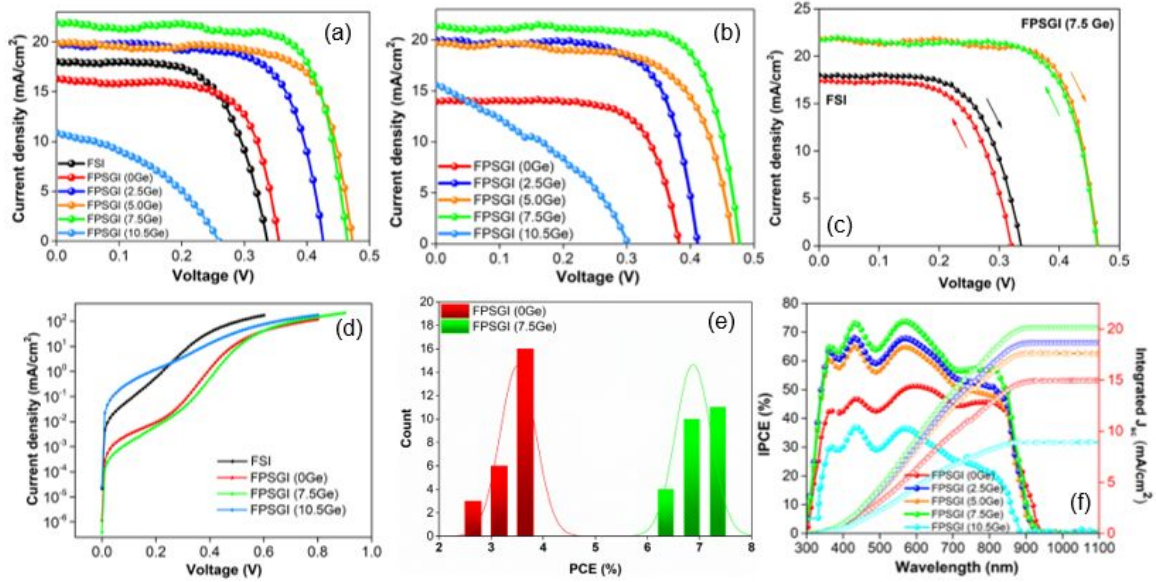 (a)
Current density (mA/cm²)
20
15
10
5
0
FSI
FPSGI (0Ge)
FPSGI (2.5Ge)
FPSGI (5.0Ge)
FPSGI (7.5Ge)
FPSGI (10.5Ge)
0.0 0.1 0.2 0.3 0.4 0.5
Voltage (V)
(b)
Current density (mA/cm²)
20
15
10
5
0
FPSGI (0Ge)
FPSGI (2.5Ge)
FPSGI (5.0Ge)
FPSGI (7.5Ge)
FPSGI (10.5Ge)
0.0 0.1 0.2 0.3 0.4 0.5
Voltage (V)
FPSGI (7.5 Ge)
FSI
(c)
Current density (mA/cm²)
25
20
15
10
5
0
0.0 0.1 0.2 0.3 0.4 0.5
Voltage (V)
(d)
Current density (mA/cm²)
10²
10¹
10⁰
10⁻¹
10⁻²
10⁻³
10⁻⁴
10⁻⁵
10⁻⁶
FSI
FPSGI (0Ge)
FPSGI (7.5Ge)
FPSGI (10.5Ge)
0.0 0.2 0.4 0.6 0.8 1.0
Voltage (V)
(e)
FPSGI (0Ge)
FPSGI (7.5Ge)
Count
20
18
16
14
12
10
8
6
4
2
0
2 3 4 5 6 7 8
PCE (%)
IPCE (%)
80
70
60
50
40
30
20
10
0
FPSGI (0Ge)
FPSGI (2.5Ge)
FPSGI (5.0Ge)
FPSGI (7.5Ge)
FPSGI (10.5Ge)
(f)
20
15
10
5
0
Integrated Jsc (mA/cm²)
300 400 500 600 700 800 900 1000 1100
Wavelength (nm)